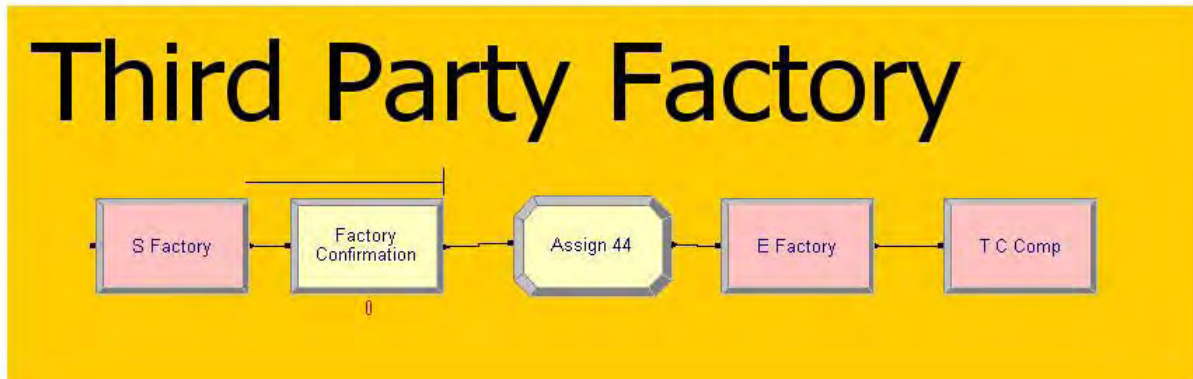 Third Party Factory
S Factory
Factory
Confirmation
Assign 44
E Factory
T C Comp
0